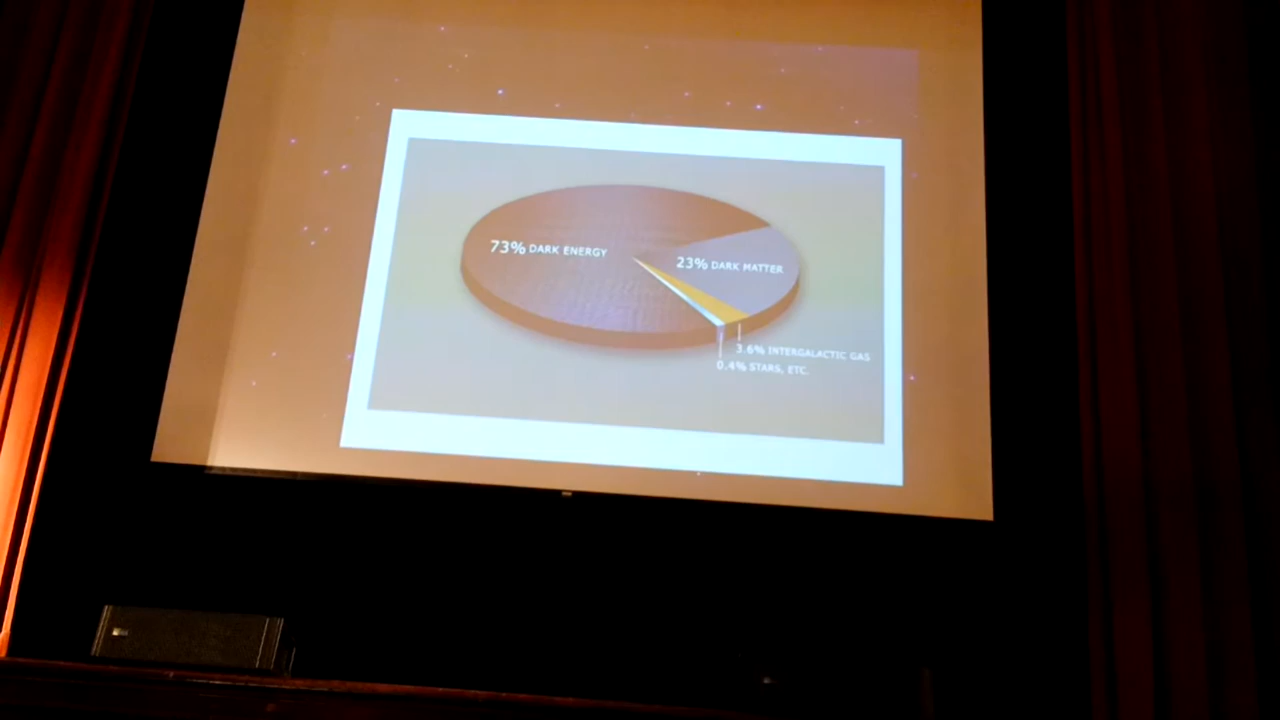 73% DARK ENERGY
23% DARK MATTER
3.6% INTERGALACTIC GAS
0.4% STARS, ETC.